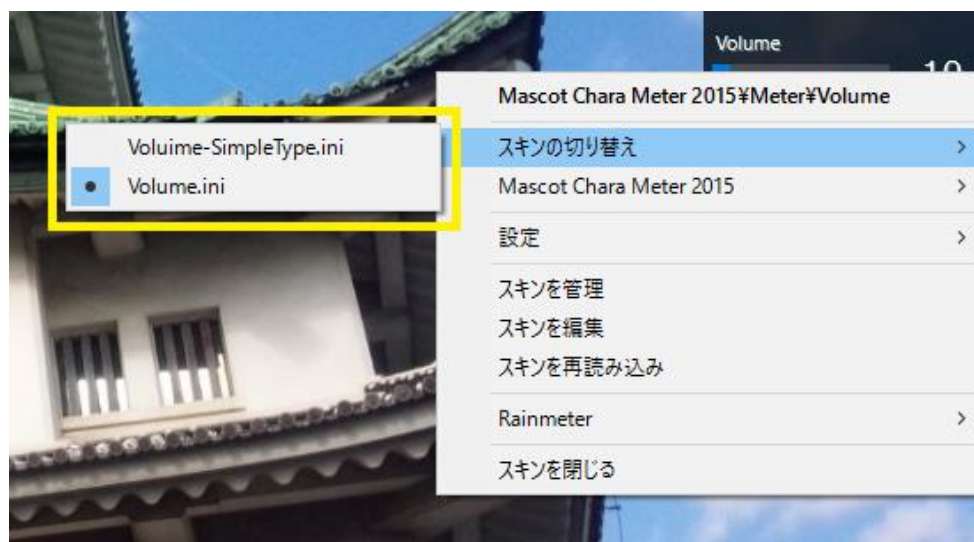 Volume
10
Mascot Chara Meter 2015¥Meter¥Volume
スキンの切り替え
Voluime-SimpleType.ini
Volume.ini
Mascot Chara Meter 2015
設定
スキンを管理
スキンを編集
スキンを再読み込み
Rainmeter
スキンを閉じる